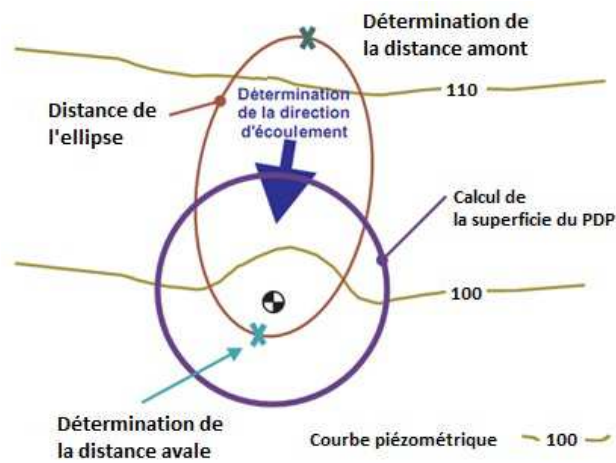 Détermination de
la distance amont
110
Distance de
l'ellipse
Détermination
de la direction
d'écoulement
Calcul de
la superficie du PDP
100
Détermination de
la distance avale
Courbe piézométrique 100